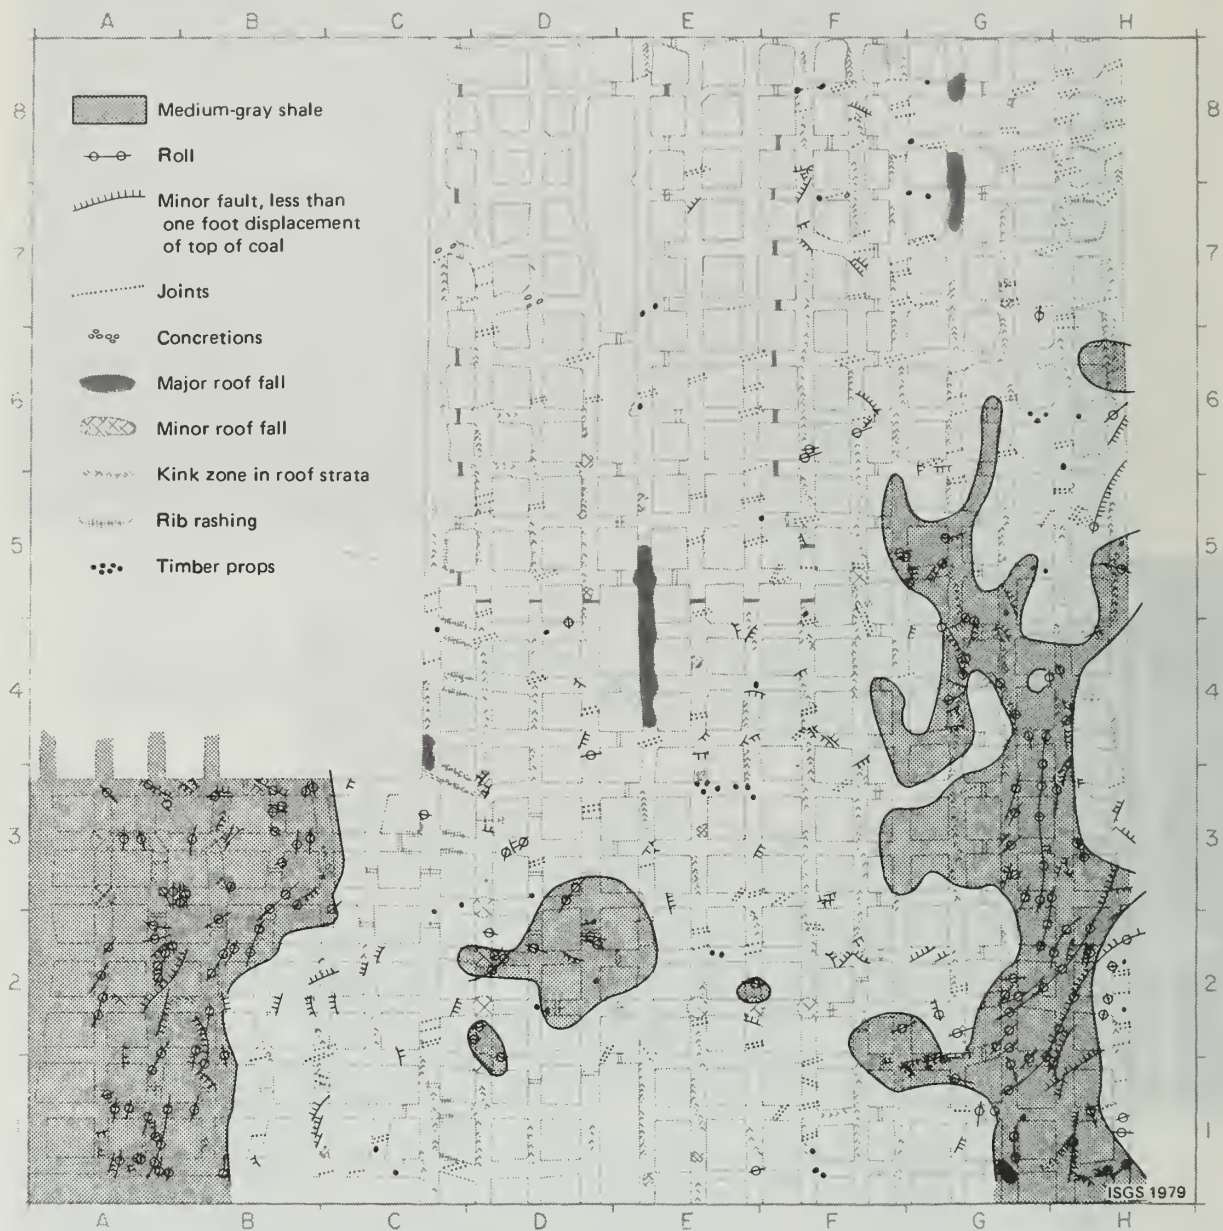 A B C D E F G H
8 8
Medium-gray shale
Roll
Minor fault, less than
one foot displacement
of top of coal
7 7
Joints
Concretions
Major roof fall
6 6
Minor roof fall
Kink zone in roof strata
Rib rashing
5 5
Timber props
4 4
3 3
2 2
1
ISGS 1979
A B C D E F G H